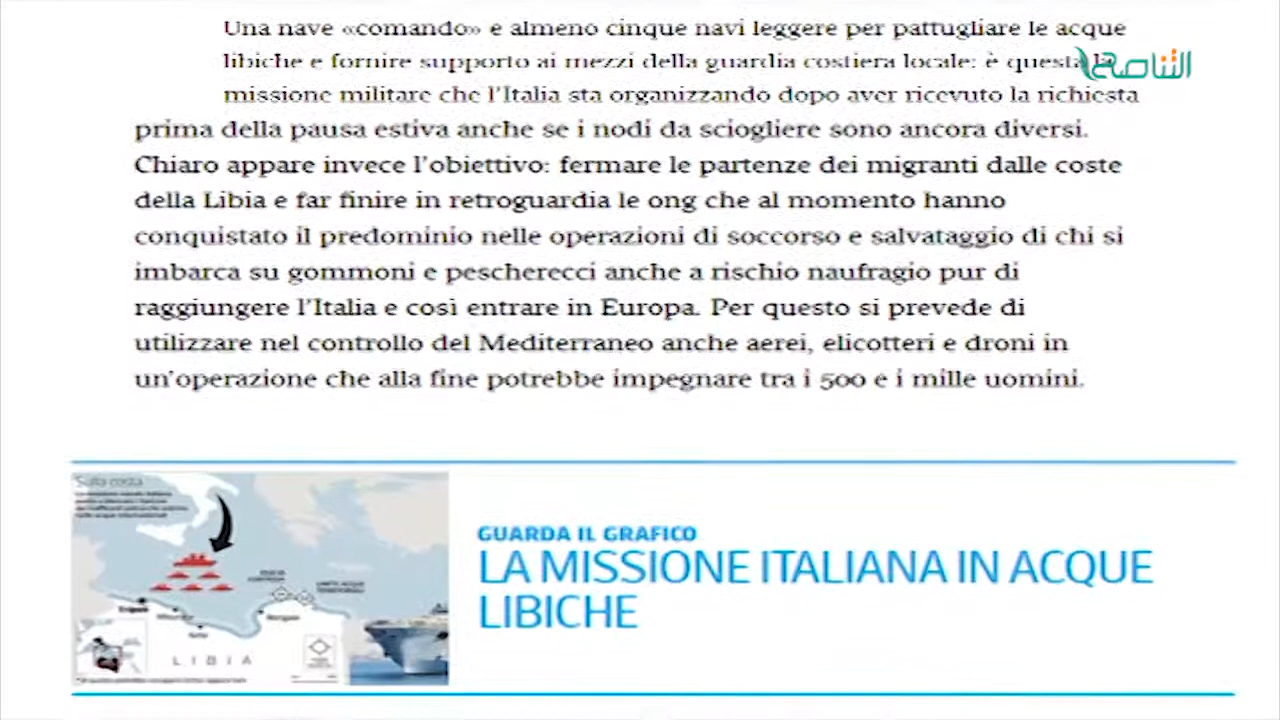 Una nave «comando» e almeno cinque navi leggere per pattugliare le acque
libiche e fornire supporto ai mezzi della guardia costiera locale: è questa la
التناصح
missione militare che l'Italia sta organizzando dopo aver ricevuto la richiesta
prima della pausa estiva anche se i nodi da sciogliere sono ancora diversi.
Chiaro appare invece l'obiettivo: fermare le partenze dei migranti dalle coste
della Libia e far finire in retroguardia le ong che al momento hanno
conquistato il predominio nelle operazioni di soccorso e salvataggio di chi si
imbarca su gommoni e pescherecci anche a rischio naufragio pur di
raggiungere l'Italia e così entrare in Europa. Per questo si prevede di
utilizzare nel controllo del Mediterraneo anche aerei, elicotteri e droni in
un'operazione che alla fine potrebbe impegnare tra i 500 e i mille uomini.
Sulla costa
GUARDA IL GRAFICO
LA MISSIONE ITALIANA IN ACQUE
LIBICHE
Tripoli
Bengasi
LIBIA